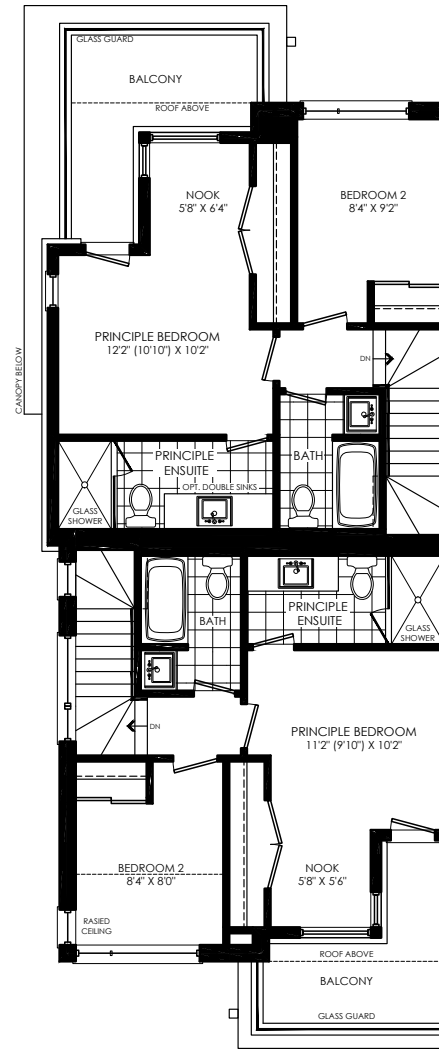 GLASS GUARD
BALCONY
ROOF ABOVE
NOOK
5'8" X 6'4"
BEDROOM 2
8'4" X 9'2"
PRINCIPLE BEDROOM
12'2" (10'10") X 10'2"
DN
CANOPY BELOW
PRINCIPLE
ENSUITE
OPT. DOUBLE SINKS
BATH
GLASS
SHOWER
BATH
PRINCIPLE
ENSUITE
GLASS
SHOWER
DN
PRINCIPLE BEDROOM
11'2" (9'10") X 10'2"
BEDROOM 2
8'4" X 8'0"
NOOK
5'8" X 5'6"
RASIED
CEILING
ROOF ABOVE
BALCONY
GLASS GUARD